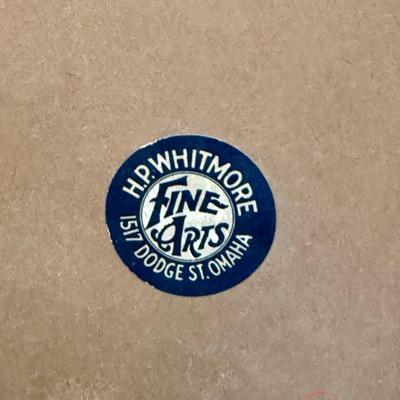 H.P. WHITMORE
FINE
ARTS
1517 DODGE ST. OMAHA